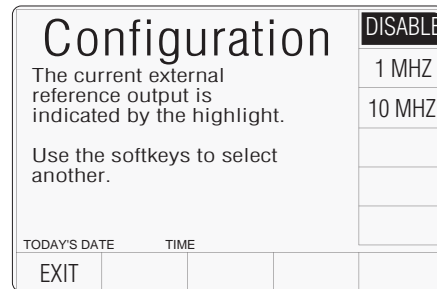 Configuration
DISABLE
The current external
reference output is
indicated by the highlight.
1 MHZ
10 MHZ
Use the softkeys to select
another.
TODAY'S DATE TIME
EXIT